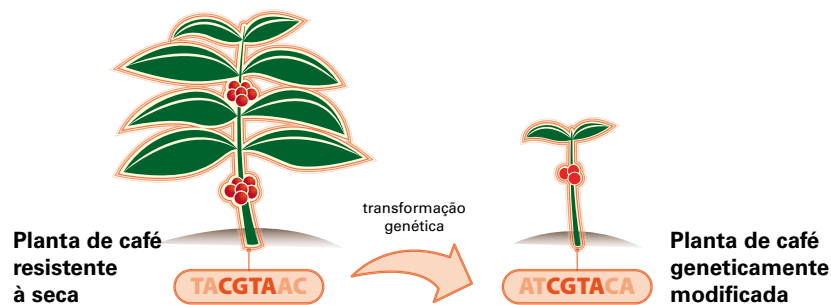 transformação
genética
Planta de café
resistente
à seca
TACGTAAC
ATCGTACA
Planta de café
geneticamente
modificada